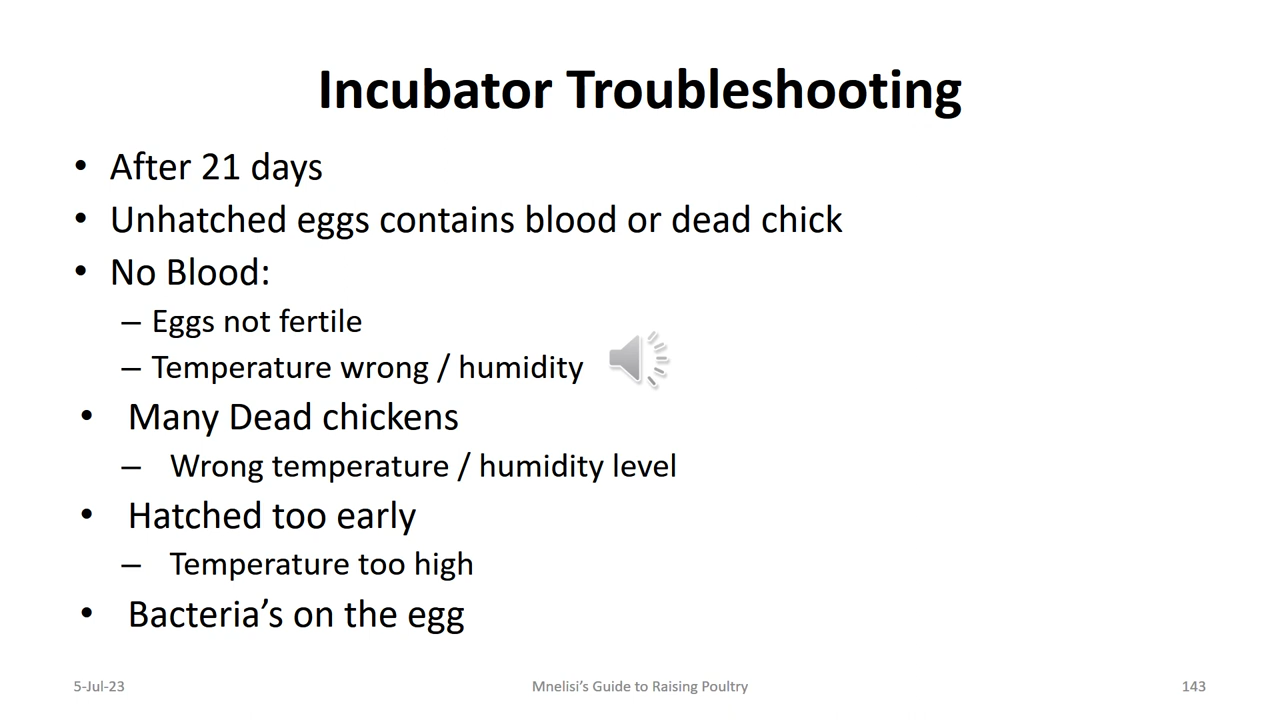 Incubator Troubleshooting
• After 21 days
• Unhatched eggs contains blood or dead chick
• No Blood:
– Eggs not fertile
– Temperature wrong / humidity
• Many Dead chickens
– Wrong temperature / humidity level
• Hatched too early
– Temperature too high
• Bacteria’s on the egg
5-Jul-23
Mnelisi’s Guide to Raising Poultry
143